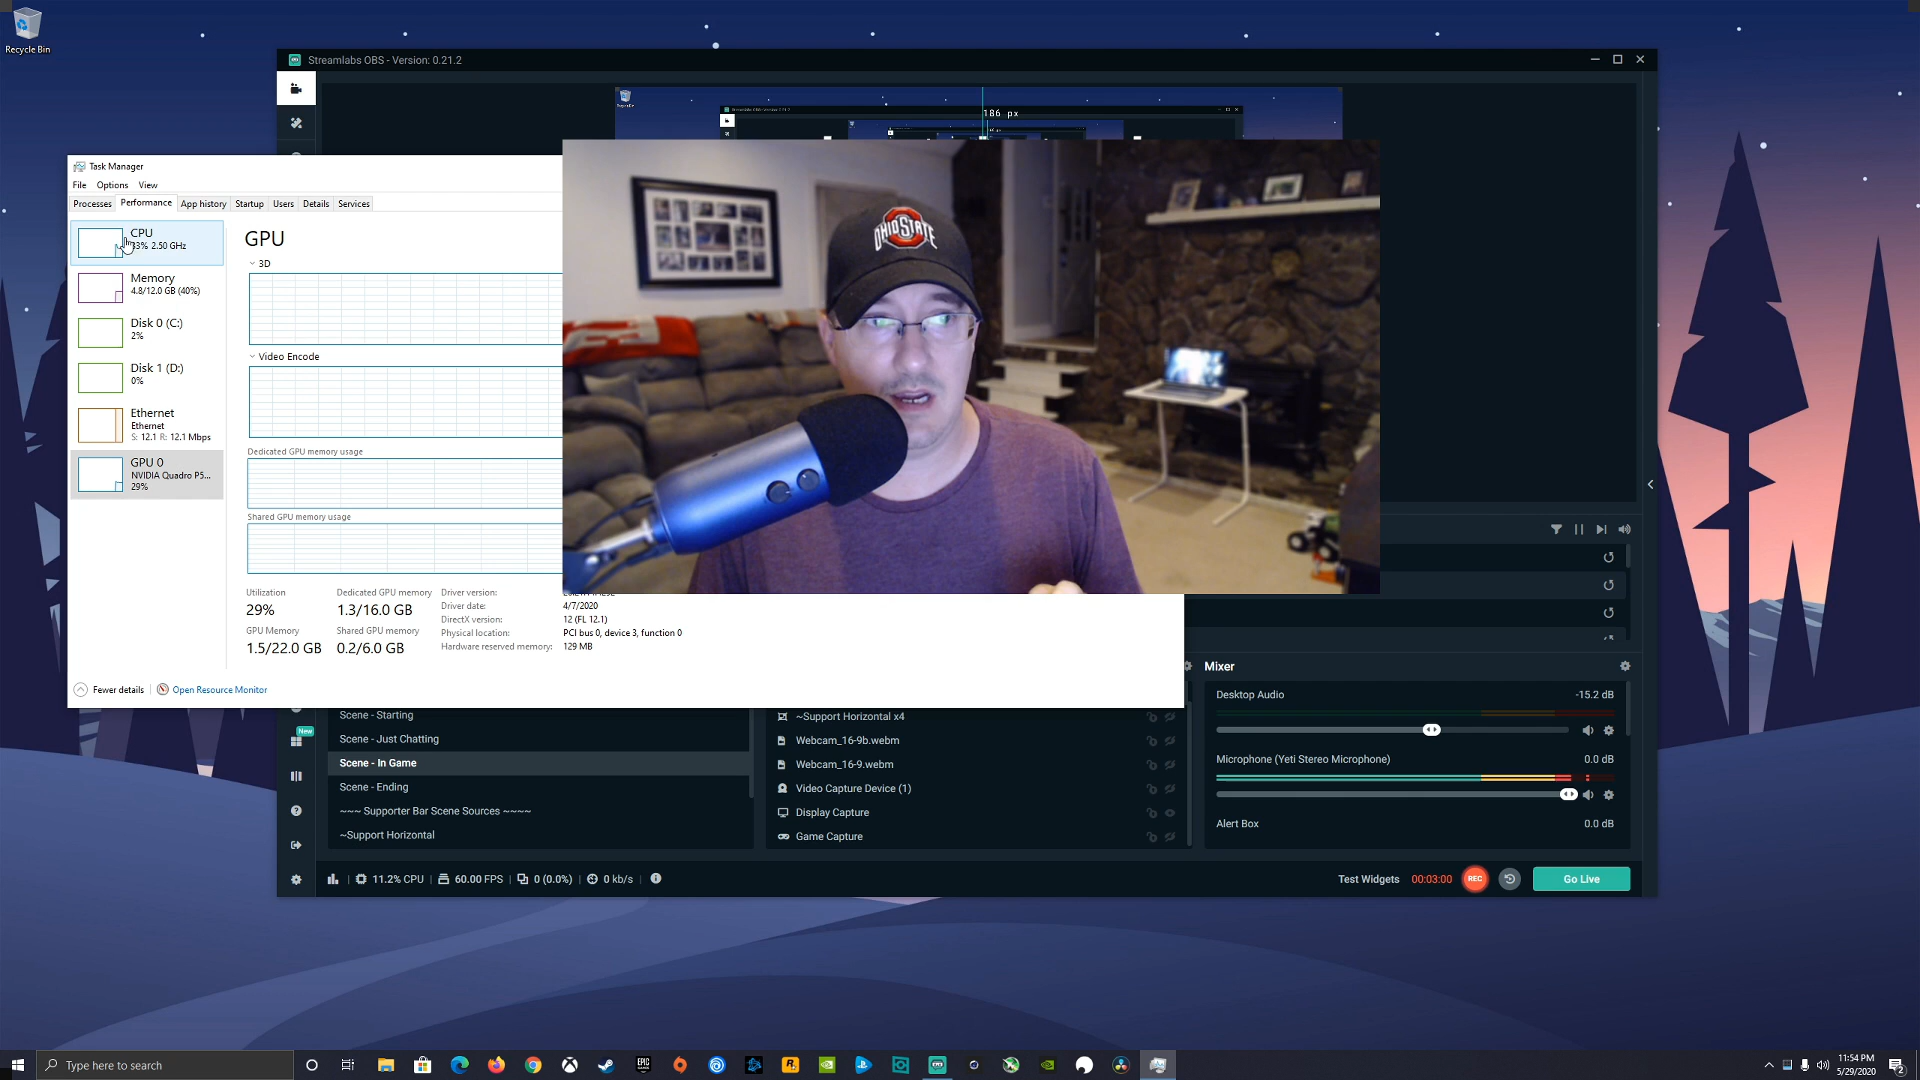 Recycle Bin
Streamlabs OBS - Version: 0.21.2
186 px
Task Manager
File Options View
Processes Performance App history Startup Users Details Services
CPU
2.50 GHz
Memory
4.8/12.0 GB (40%)
Disk 0 (C:)
2%
Disk 1 (D:)
0%
Ethernet
Ethernet
S: 12.1 R: 12.1 Mbps
GPU 0
NVIDIA Quadro P5...
29%
GPU
3D
Video Encode
Dedicated GPU memory usage
Shared GPU memory usage
Utilization
29%
Dedicated GPU memory
1.3/16.0 GB
GPU Memory
1.5/22.0 GB
Shared GPU memory
0.2/6.0 GB
Driver version:
Driver date: 4/7/2020
DirectX version: 12 (FL 12.1)
Physical location: PCI bus 0, device 3, function 0
Hardware reserved memory: 129 MB
Fewer details Open Resource Monitor
OHIO STATE
New
Scene - Starting
Scene - Just Chatting
Scene - In Game
Scene - Ending
~~~ Supporter Bar Scene Sources ~~~~
~Support Horizontal
~Support Horizontal x4
Webcam_16-9b.webm
Webcam_16-9.webm
Video Capture Device (1)
Display Capture
Game Capture
Mixer
Desktop Audio -15.2 dB
Microphone (Yeti Stereo Microphone) 0.0 dB
Alert Box 0.0 dB
11.2% CPU 60.00 FPS 0 (0.0%) 0 kb/s
Test Widgets 00:03:00 REC Go Live
Type here to search
EPIC GAMES
11:54 PM
5/29/2020
2